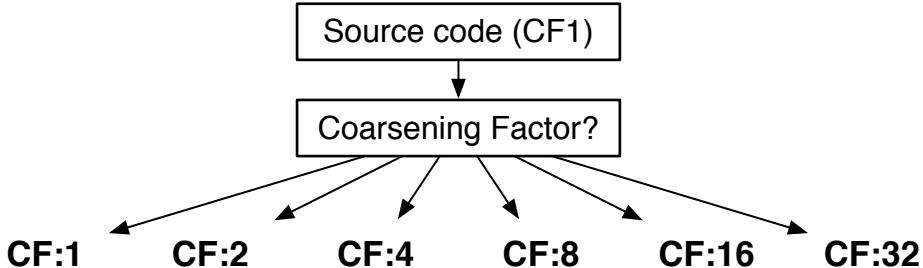 Source code (CF1)
Coarsening Factor?
CF:1 CF:2 CF:4 CF:8 CF:16 CF:32